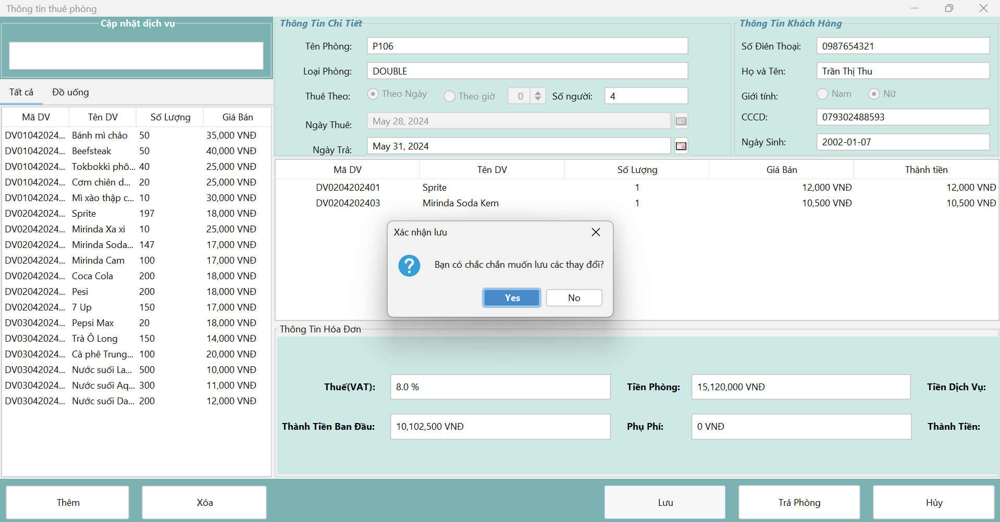 Thông tin thuê phòng
Cập nhật dịch vụ
Tất cả Đồ uống
Mã DV Tên DV Số Lượng Giá Bán
DV01042024... Bánh mì chảo 50 35,000 VNĐ
DV01042024... Beefsteak 50 40,000 VNĐ
DV01042024... Tokbokki phô... 40 25,000 VNĐ
DV01042024... Cơm chiên d... 20 25,000 VNĐ
DV01042024... Mì xào thập c... 10 30,000 VNĐ
DV02042024... Sprite 197 18,000 VNĐ
DV02042024... Mirinda Xa xi 10 25,000 VNĐ
DV02042024... Mirinda Soda... 147 17,000 VNĐ
DV02042024... Mirinda Cam 100 17,000 VNĐ
DV02042024... Coca Cola 200 18,000 VNĐ
DV02042024... Pesi 200 18,000 VNĐ
DV02042024... 7 Up 150 17,000 VNĐ
DV03042024... Pepsi Max 20 18,000 VNĐ
DV03042024... Trà Ô Long 150 14,000 VNĐ
DV03042024... Cà phê Trung... 100 20,000 VNĐ
DV03042024... Nước suối La... 500 10,000 VNĐ
DV03042024... Nước suối Aq... 300 11,000 VNĐ
DV03042024... Nước suối Da... 200 12,000 VNĐ
Thông Tin Chi Tiết
Tên Phòng: P106
Loại Phòng: DOUBLE
Thuê Theo: Theo Ngày Theo giờ 0 Số người: 4
Ngày Thuê: May 28, 2024
Ngày Trả: May 31, 2024
Thông Tin Khách Hàng
Số Điên Thoại: 0987654321
Họ và Tên: Trần Thị Thu
Giới tính: Nam Nữ
CCCD: 079302488593
Ngày Sinh: 2002-01-07
Mã DV Tên DV Số Lượng Giá Bán Thành tiền
DV0204202401 Sprite 1 12,000 VNĐ 12,000 VNĐ
DV0204202403 Mirinda Soda Kem 1 10,500 VNĐ 10,500 VNĐ
Xác nhận lưu
Bạn có chắc chắn muốn lưu các thay đổi?
Yes No
Thông Tin Hóa Đơn
Thuế(VAT): 8.0 % Tiền Phòng: 15,120,000 VNĐ Tiền Dịch Vụ:
Thành Tiền Ban Đầu: 10,102,500 VNĐ Phụ Phí: 0 VNĐ Thành Tiền:
Thêm Xóa Lưu Trả Phòng Hủy